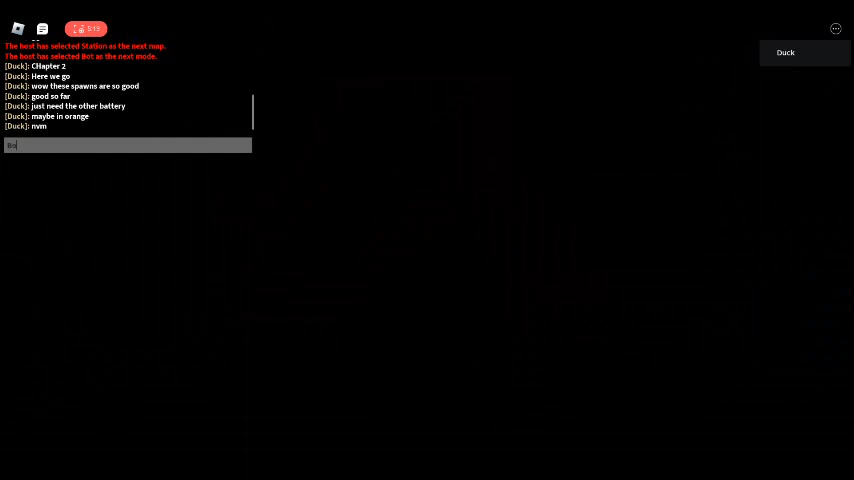 5:13
The host has selected Station as the next map.
The host has selected Bot as the next mode.
[Duck]: CHapter 2
[Duck]: Here we go
[Duck]: wow these spawns are so good
[Duck]: good so far
[Duck]: just need the other battery
[Duck]: maybe in orange
[Duck]: nvm
Bo
Duck